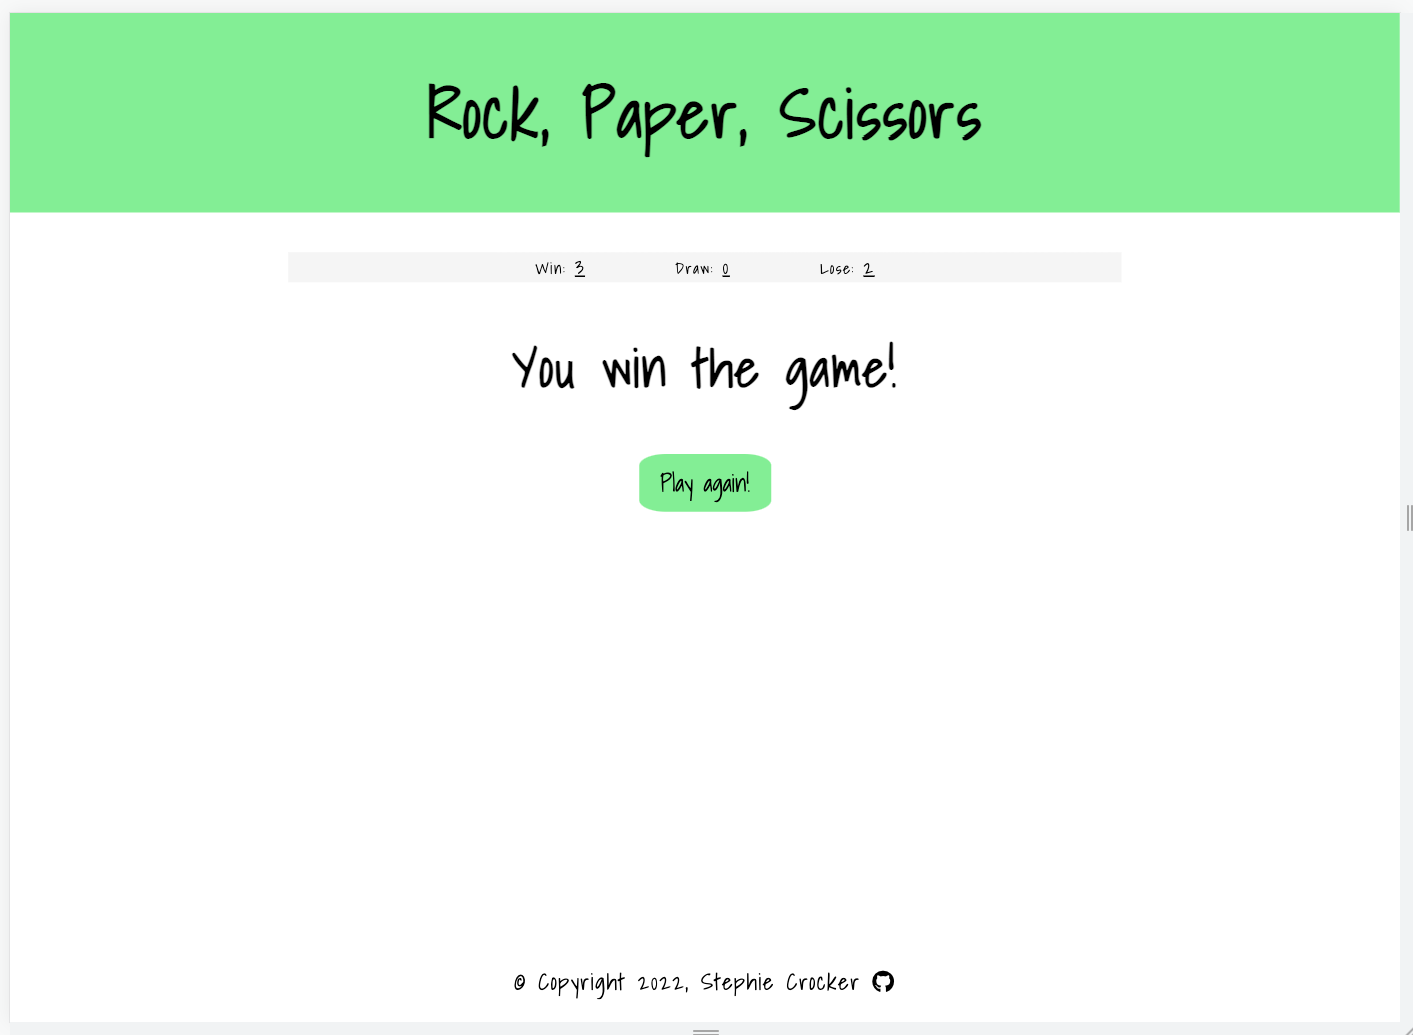 Rock, Paper, Scissors
Win: 3 Draw: 0 Lose: 2
You win the game!
Play again!
© Copyright 2022, Stephie Crocker